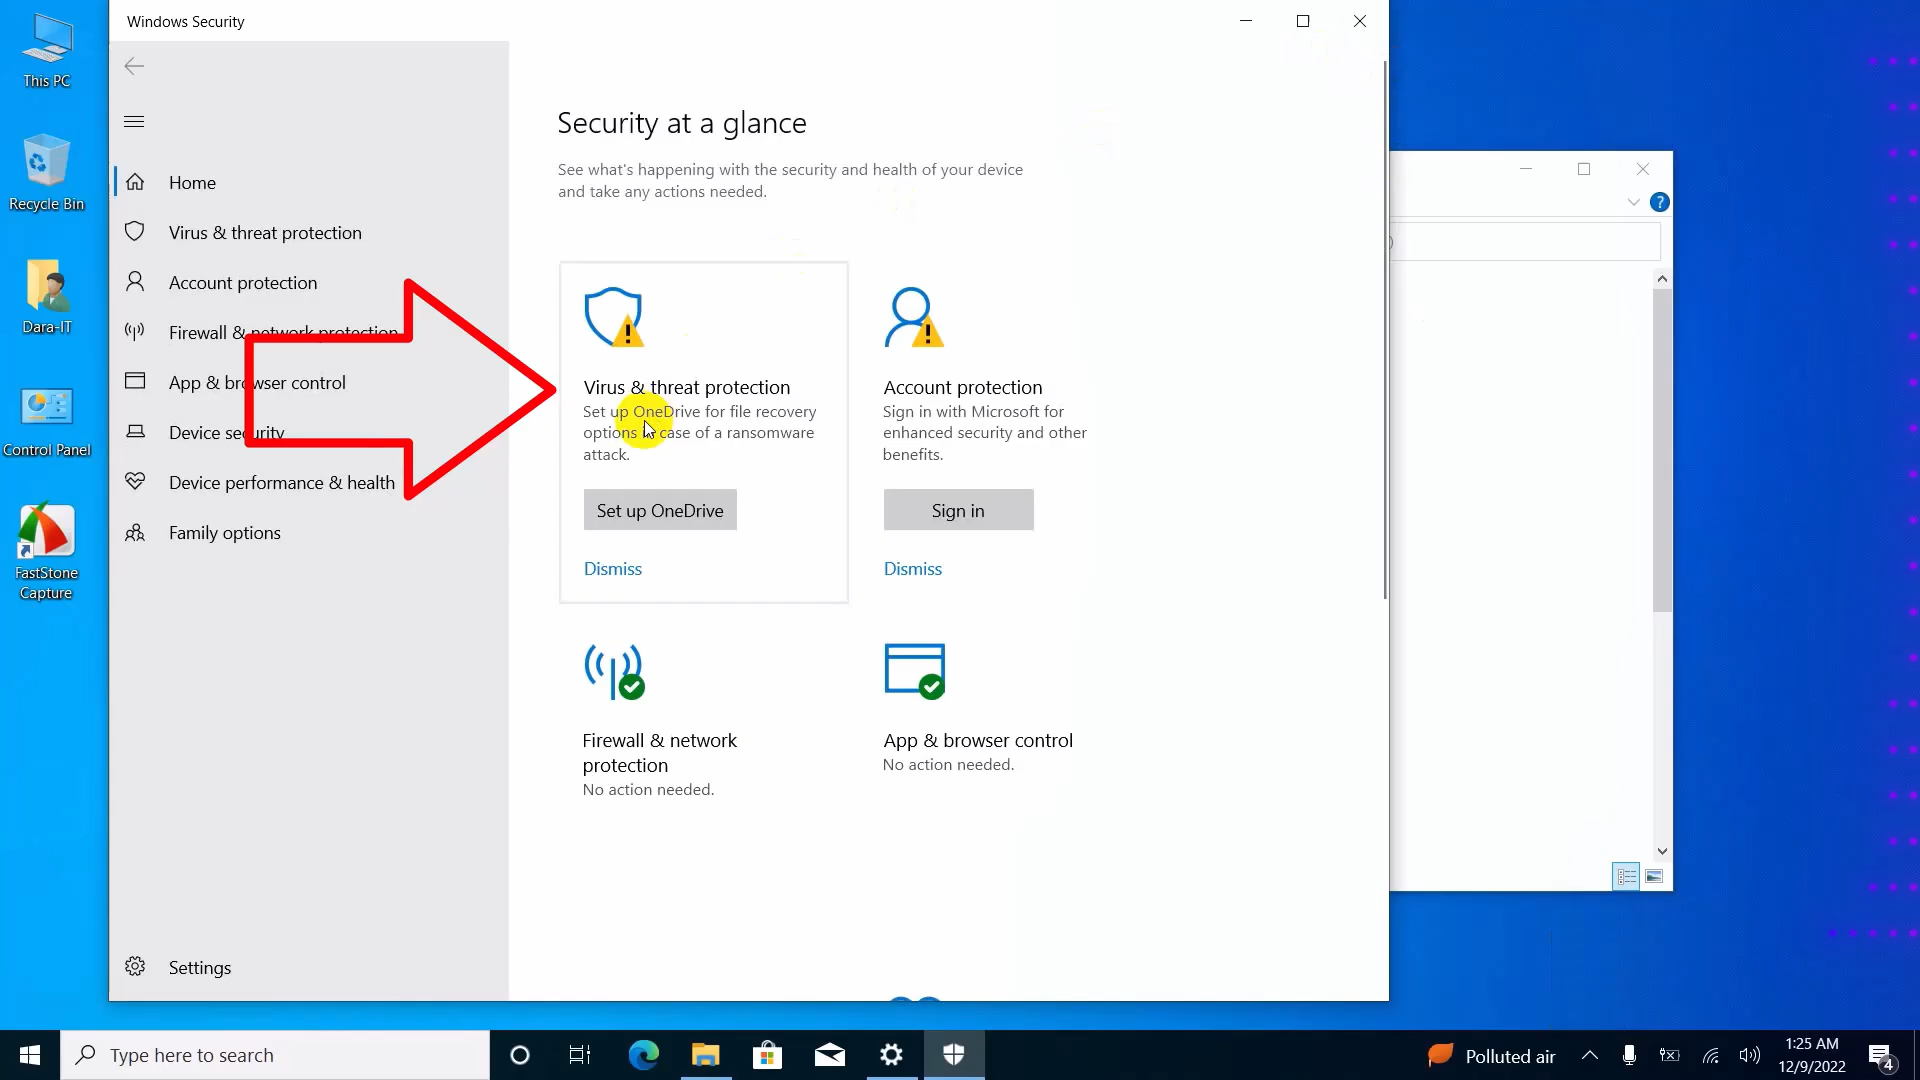 This PC
Recycle Bin
Dara-IT
Control Panel
FastStone
Capture
Windows Security
Home
Virus & threat protection
Account protection
Firewall & network protection
App & browser control
Device security
Device performance & health
Family options
Settings
Security at a glance
See what's happening with the security and health of your device
and take any actions needed.
Virus & threat protection
Set up OneDrive for file recovery
options in case of a ransomware
attack.
Set up OneDrive
Dismiss
Account protection
Sign in with Microsoft for
enhanced security and other
benefits.
Sign in
Dismiss
Firewall & network
protection
No action needed.
App & browser control
No action needed.
?
Type here to search
Polluted air
1:25 AM
12/9/2022
4